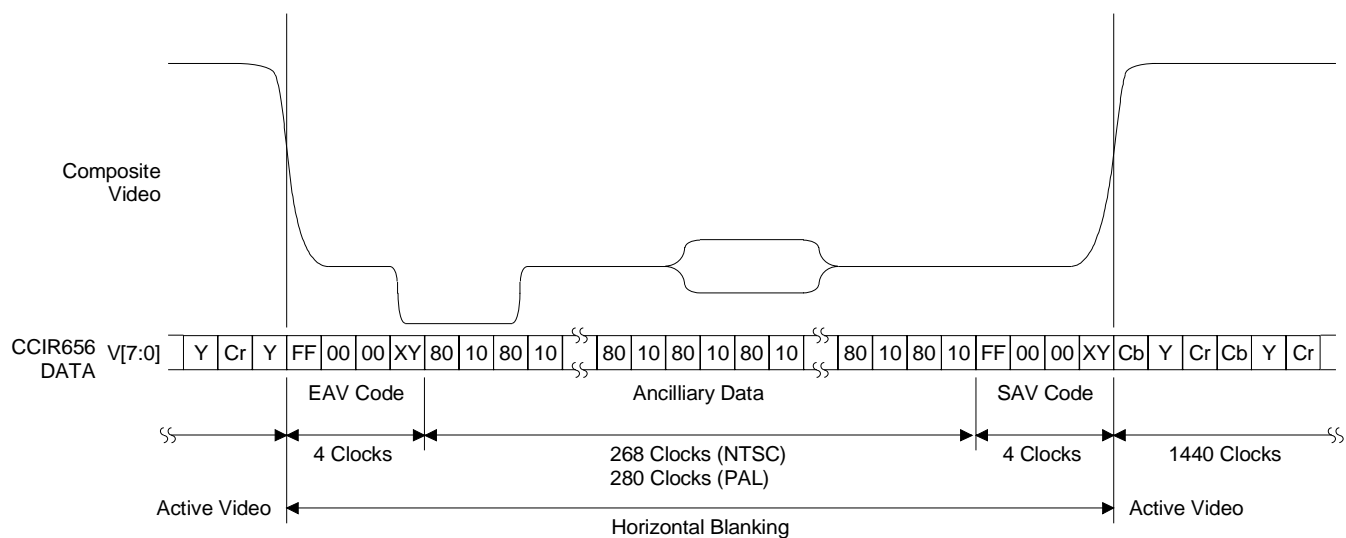 Composite
Video
CCIR656
DATA
V[7:0] Y Cr Y FF 00 00 XY 80 10 80 10 80 10 80 10 80 10 80 10 80 10 FF 00 00 XY Cb Y Cr Cb Y Cr
EAV Code Ancilliary Data SAV Code
4 Clocks 268 Clocks (NTSC) 4 Clocks 1440 Clocks
280 Clocks (PAL)
Active Video Active Video
Horizontal Blanking